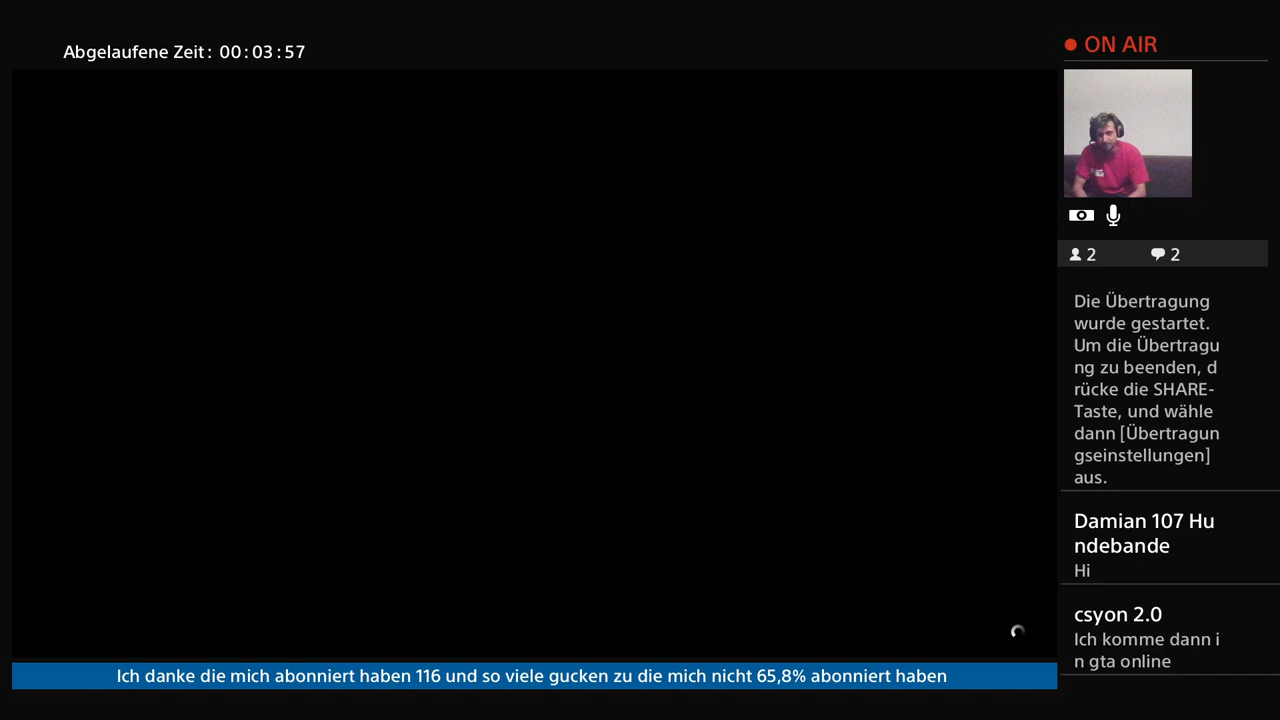 Abgelaufene Zeit: 00:03:57
ON AIR
2
2
Die Übertragung
wurde gestartet.
Um die Übertragu
ng zu beenden, d
rücke die SHARE-
Taste, und wähle
dann [Übertragun
gseinstellungen]
aus.
Damian 107 Hu
ndebande
Hi
csyon 2.0
Ich komme dann i
n gta online
Ich danke die mich abonniert haben 116 und so viele gucken zu die mich nicht 65,8% abonniert haben